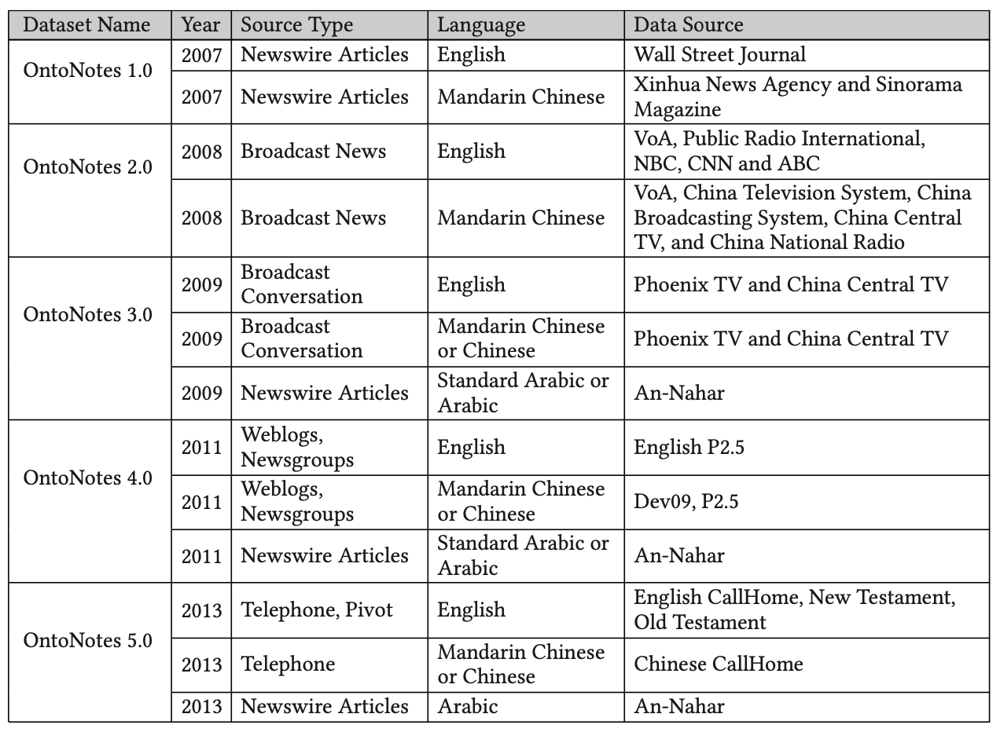 Dataset Name Year Source Type Language Data Source
OntoNotes 1.0
2007 Newswire Articles English Wall Street Journal
2007 Newswire Articles Mandarin Chinese Xinhua News Agency and Sinorama
Magazine
OntoNotes 2.0
2008 Broadcast News English VoA, Public Radio International,
NBC, CNN and ABC
2008 Broadcast News Mandarin Chinese VoA, China Television System, China
Broadcasting System, China Central
TV, and China National Radio
OntoNotes 3.0
2009 Broadcast
Conversation
English Phoenix TV and China Central TV
2009 Broadcast
Conversation
Mandarin Chinese
or Chinese
Phoenix TV and China Central TV
2009 Newswire Articles Standard Arabic or
Arabic
An-Nahar
OntoNotes 4.0
2011 Weblogs,
Newsgroups
English English P2.5
2011 Weblogs,
Newsgroups
Mandarin Chinese
or Chinese
Dev09, P2.5
2011 Newswire Articles Standard Arabic or
Arabic
An-Nahar
OntoNotes 5.0
2013 Telephone, Pivot English English CallHome, New Testament,
Old Testament
2013 Telephone Mandarin Chinese
or Chinese
Chinese CallHome
2013 Newswire Articles Arabic An-Nahar